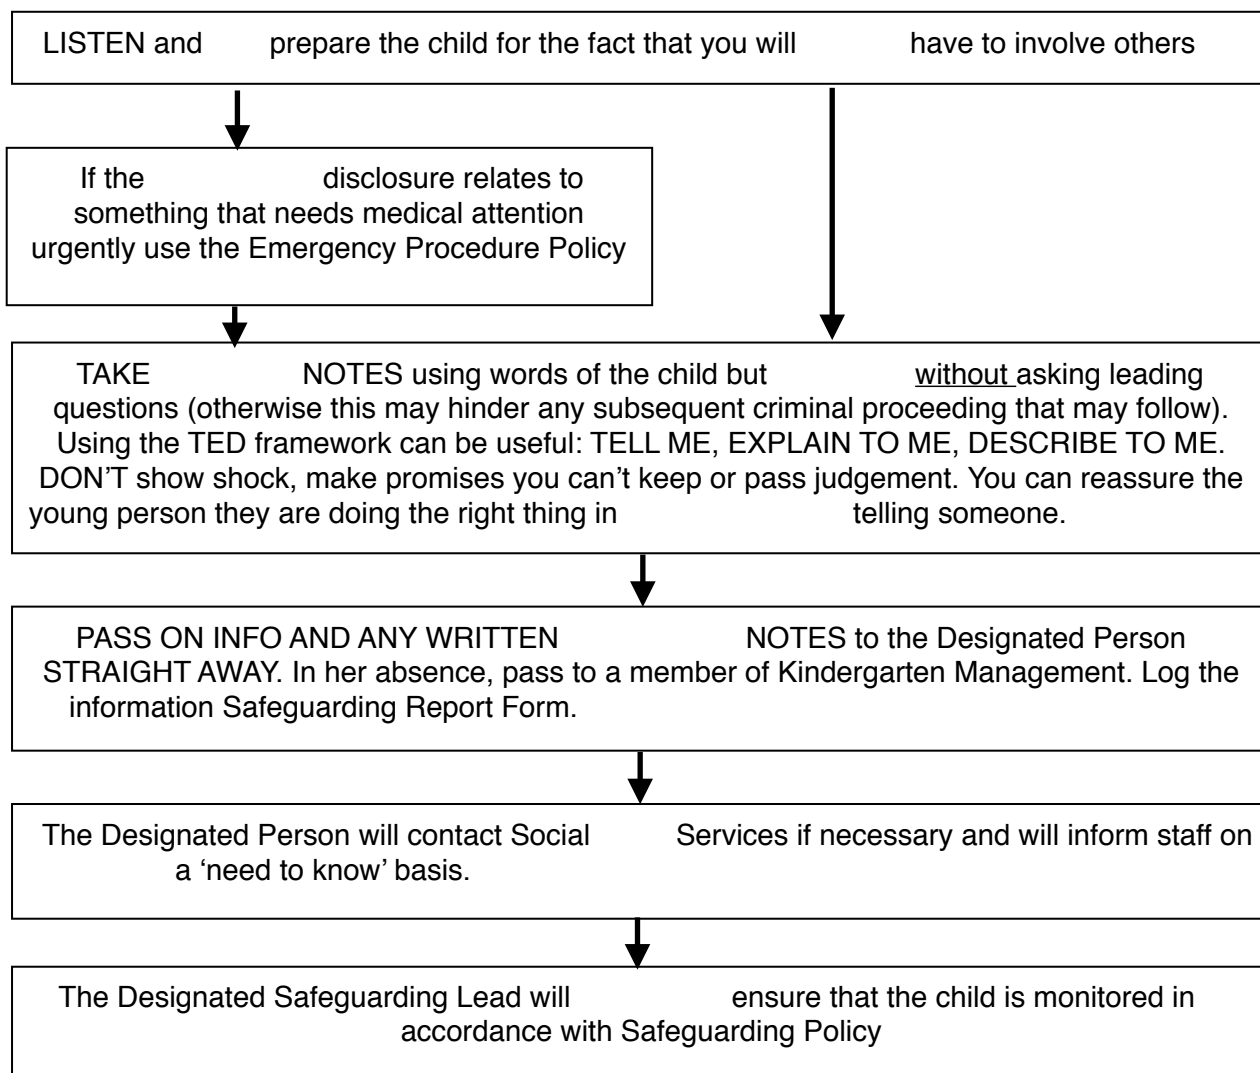 LISTEN and prepare the child for the fact that you will have to involve others
If the disclosure relates to
something that needs medical attention
urgently use the Emergency Procedure Policy
TAKE NOTES using words of the child but without asking leading
questions (otherwise this may hinder any subsequent criminal proceeding that may follow).
Using the TED framework can be useful: TELL ME, EXPLAIN TO ME, DESCRIBE TO ME.
DON’T show shock, make promises you can’t keep or pass judgement. You can reassure the
young person they are doing the right thing in telling someone.
PASS ON INFO AND ANY WRITTEN NOTES to the Designated Person
STRAIGHT AWAY. In her absence, pass to a member of Kindergarten Management. Log the
information Safeguarding Report Form.
The Designated Person will contact Social Services if necessary and will inform staff on
a ‘need to know’ basis.
The Designated Safeguarding Lead will ensure that the child is monitored in
accordance with Safeguarding Policy